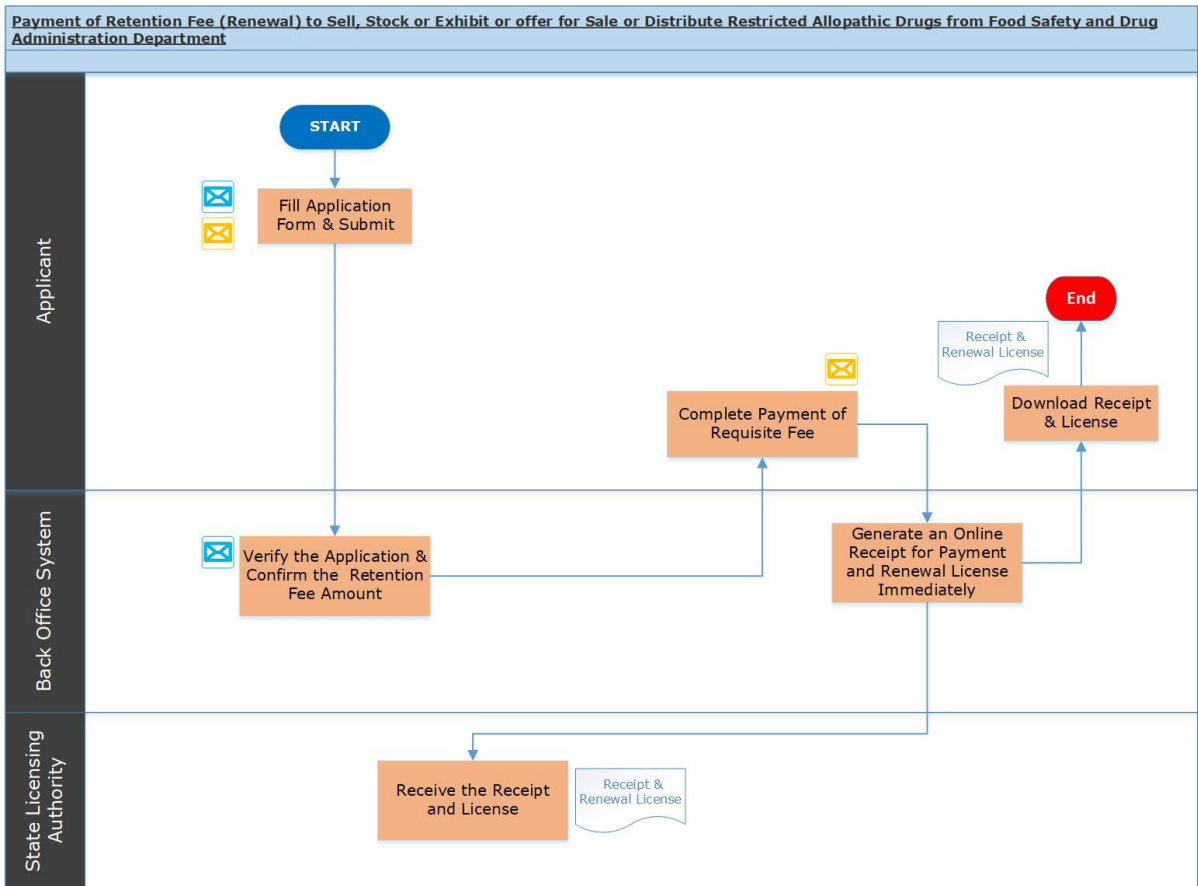 Payment of Retention Fee (Renewal) to Sell, Stock or Exhibit or offer for Sale or Distribute Restricted Allopathic Drugs from Food Safety and Drug
Administration Department
Applicant
START
Fill Application
Form & Submit
End
Receipt &
Renewal License
Complete Payment of
Requisite Fee
Download Receipt
& License
Back Office System
Verify the Application &
Confirm the Retention
Fee Amount
Generate an Online
Receipt for Payment
and Renewal License
Immediately
State Licensing
Authority
Receive the Receipt
and License
Receipt &
Renewal License